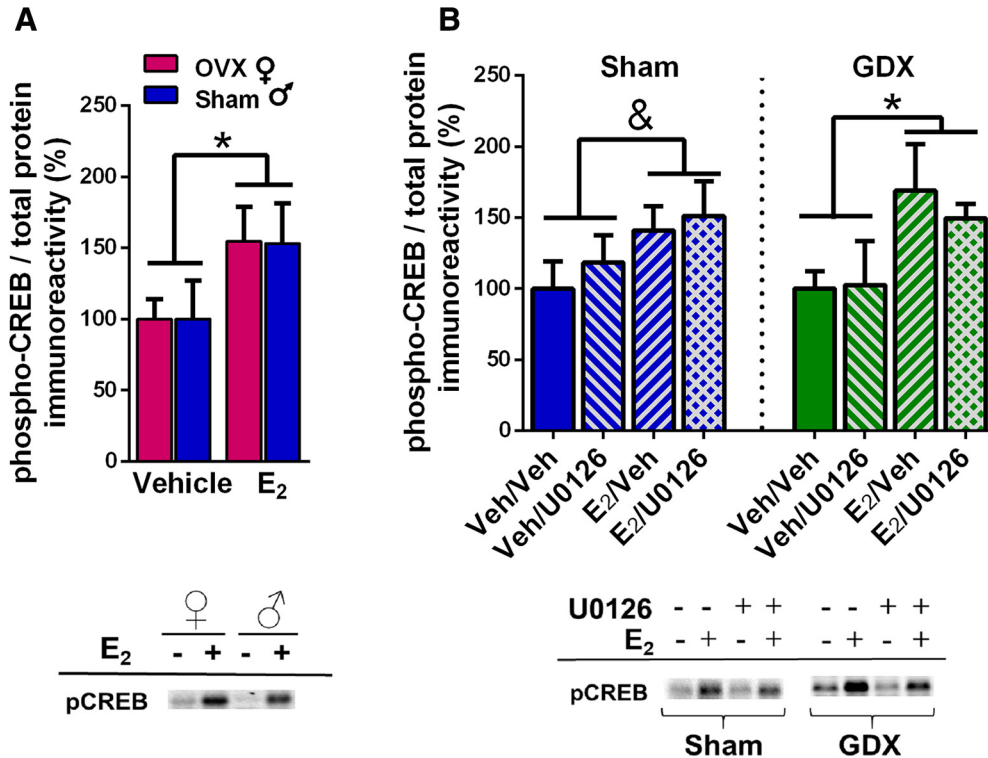 A
OVX ♀
Sham ♂
phospho-CREB / total protein
immunoreactivity (%)
250
200
150
100
50
0
*
Vehicle E₂
♀ ♂
E₂ - + - +
pCREB
B
Sham GDX
phospho-CREB / total protein
immunoreactivity (%)
250
200
150
100
50
0
& *
Veh/Veh
Veh/U0126
E₂/Veh
E₂/U0126
Veh/Veh
Veh/U0126
E₂/Veh
E₂/U0126
U0126 - - + + - - + +
E₂ - + - + - + - +
pCREB
Sham GDX